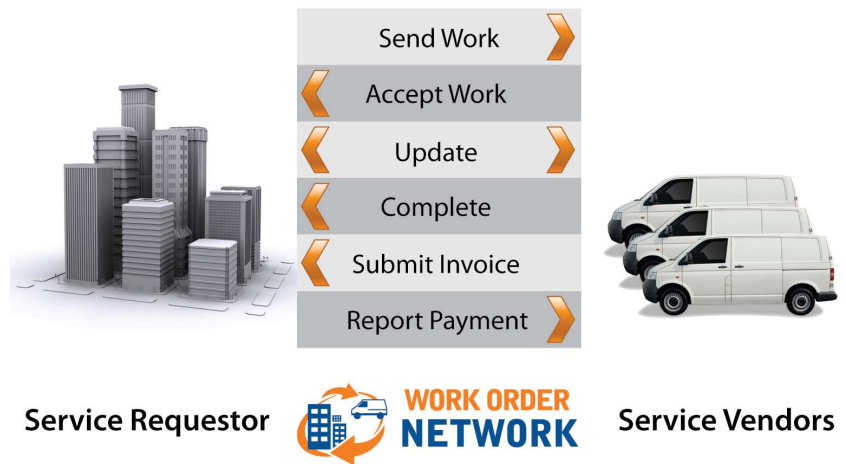 Send Work
Accept Work
Update
Complete
Submit Invoice
Report Payment
Service Requestor
WORK ORDER
NETWORK
Service Vendors